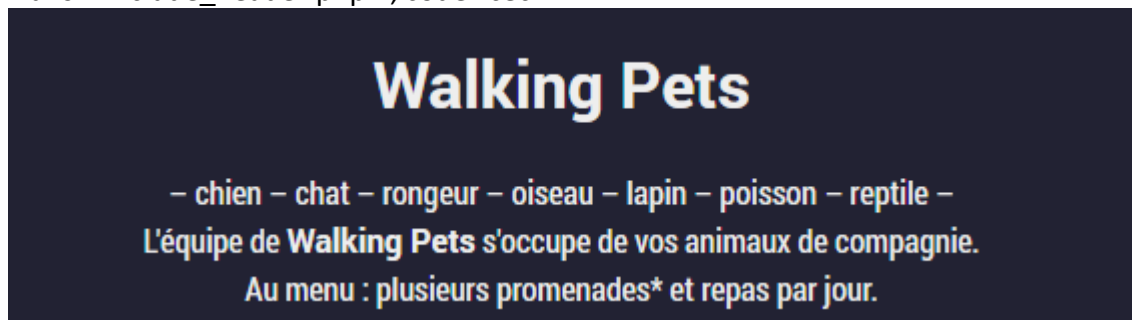 Walking Pets
– chien – chat – rongeur – oiseau – lapin – poisson – reptile –
L'équipe de Walking Pets s'occupe de vos animaux de compagnie.
Au menu : plusieurs promenades* et repas par jour.